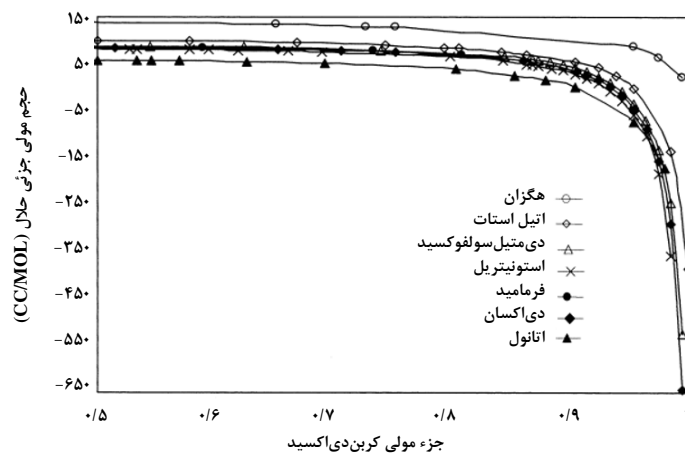 ۱۵۰
۵۰
-۵۰
-۱۵۰
-۲۵۰
-۳۵۰
-۴۵۰
-۵۵۰
-۶۵۰
حجم مولی جزئی حلال (CC/MOL))
هگزان
اتیل استات
دی‌متیل‌سولفوکسید
استونیتریل
فرمامید
دی‌اکسان
اتانول
۰/۵ ۰/۶ ۰/۷ ۰/۸ ۰/۹
جزء مولی کربن‌دی‌اکسید